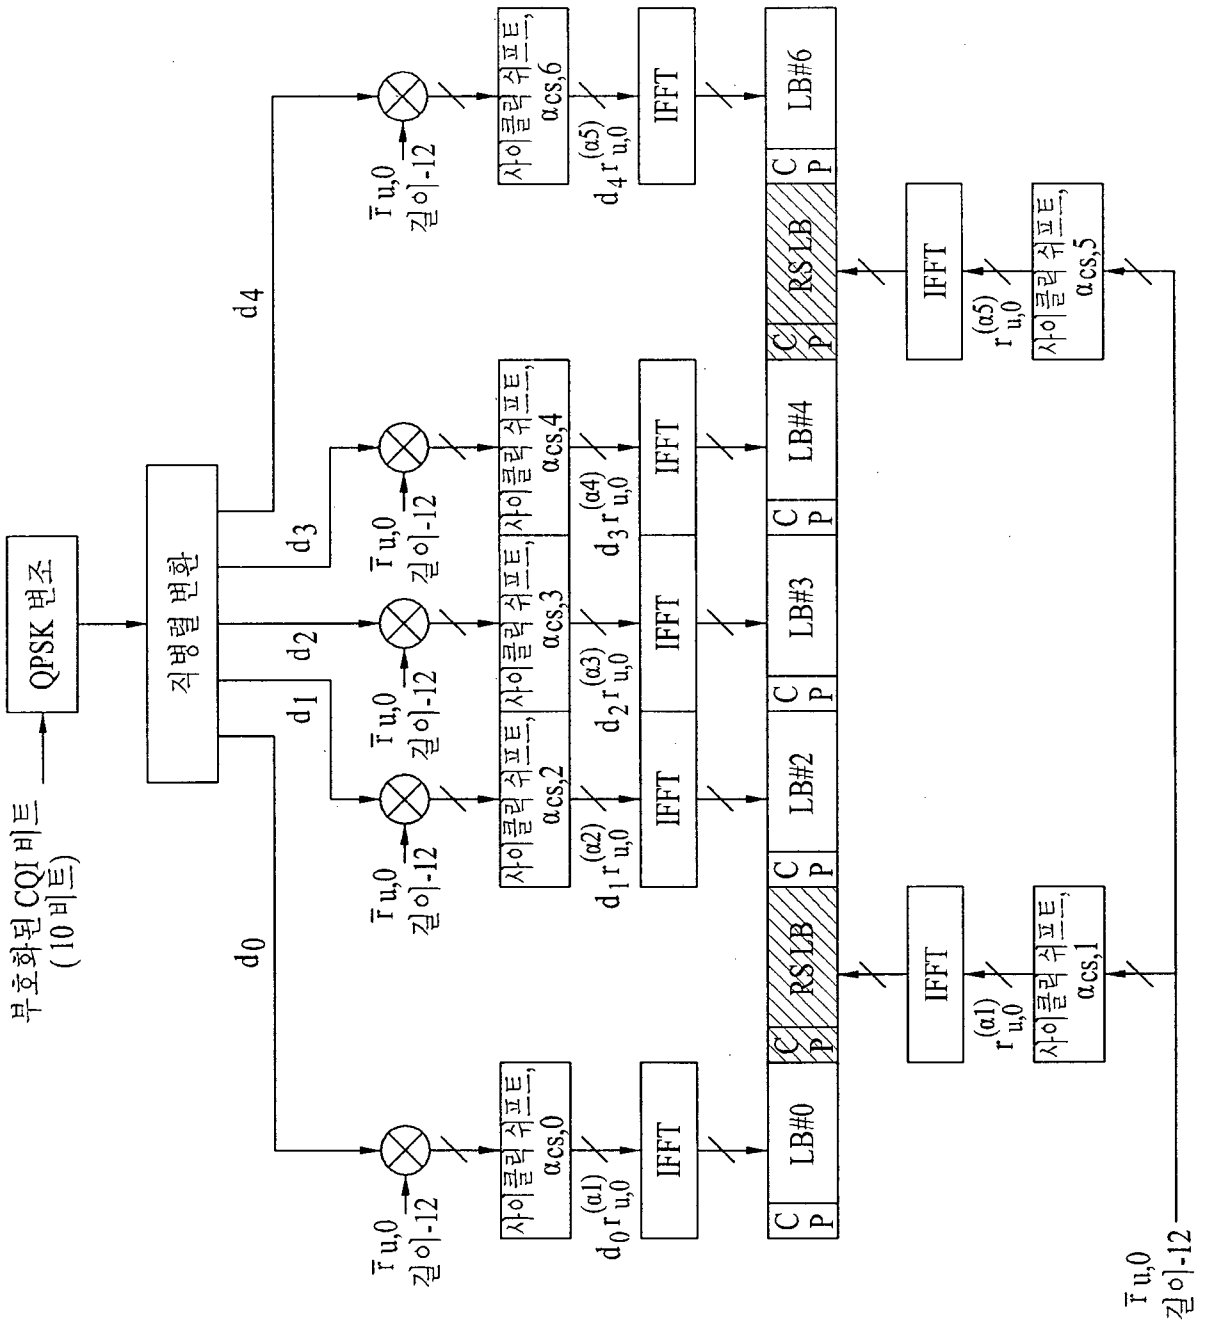 부호화된 CQI 비트
(10 비트)
QPSK 변조
직병렬 변환
d0
d1
d2
d3
d4
r̅u,0
길이-12
r̅u,0
길이-12
r̅u,0
길이-12
r̅u,0
길이-12
r̅u,0
길이-12
사이클릭 쉬프트,
αcs,0
사이클릭 쉬프트,
αcs,2
사이클릭 쉬프트,
αcs,3
사이클릭 쉬프트,
αcs,4
사이클릭 쉬프트,
αcs,6
d0 r(α1)u,0
d1 r(α2)u,0
d2 r(α3)u,0
d3 r(α4)u,0
d4 r(α5)u,0
IFFT
IFFT
IFFT
IFFT
IFFT
CP
LB#0
CP
RS LB
CP
LB#2
CP
LB#3
CP
LB#4
CP
RS LB
CP
LB#6
IFFT
IFFT
r(α1)u,0
r(α5)u,0
사이클릭 쉬프트,
αcs,1
사이클릭 쉬프트,
αcs,5
r̅u,0
길이-12